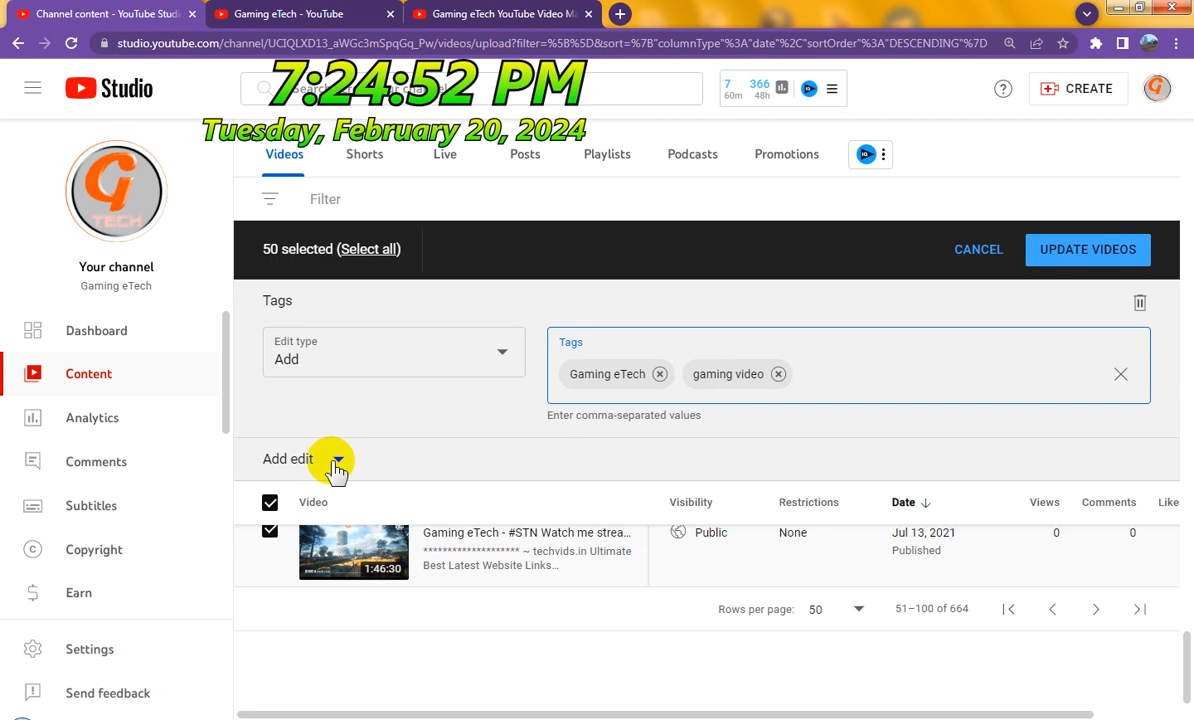 Channel content - YouTube Studi
Gaming eTech - YouTube
Gaming eTech YouTube Video Ma
studio.youtube.com/channel/UCIQLXD13_aWGc3mSpqGq_Pw/videos/upload?filter=%5B%5D&sort=%7B"columnType"%3A"date"%2C"sortOrder"%3A"DESCENDING"%7D
Studio
7:24:52 PM
Tuesday, February 20, 2024
7
60m
366
48h
CREATE
Videos
Shorts
Live
Posts
Playlists
Podcasts
Promotions
Filter
G
TECH
Your channel
Gaming eTech
Dashboard
Content
Analytics
Comments
Subtitles
Copyright
Earn
Settings
Send feedback
50 selected (Select all)
CANCEL
UPDATE VIDEOS
Tags
Edit type
Add
Tags
Gaming eTech
gaming video
Enter comma-separated values
Add edit
Video
Visibility
Restrictions
Date
Views
Comments
Like
1:46:30
Gaming eTech - #STN Watch me strea...
******************** ~ techvids.in Ultimate
Best Latest Website Links...
Public
None
Jul 13, 2021
Published
0
0
Rows per page:
50
51–100 of 664